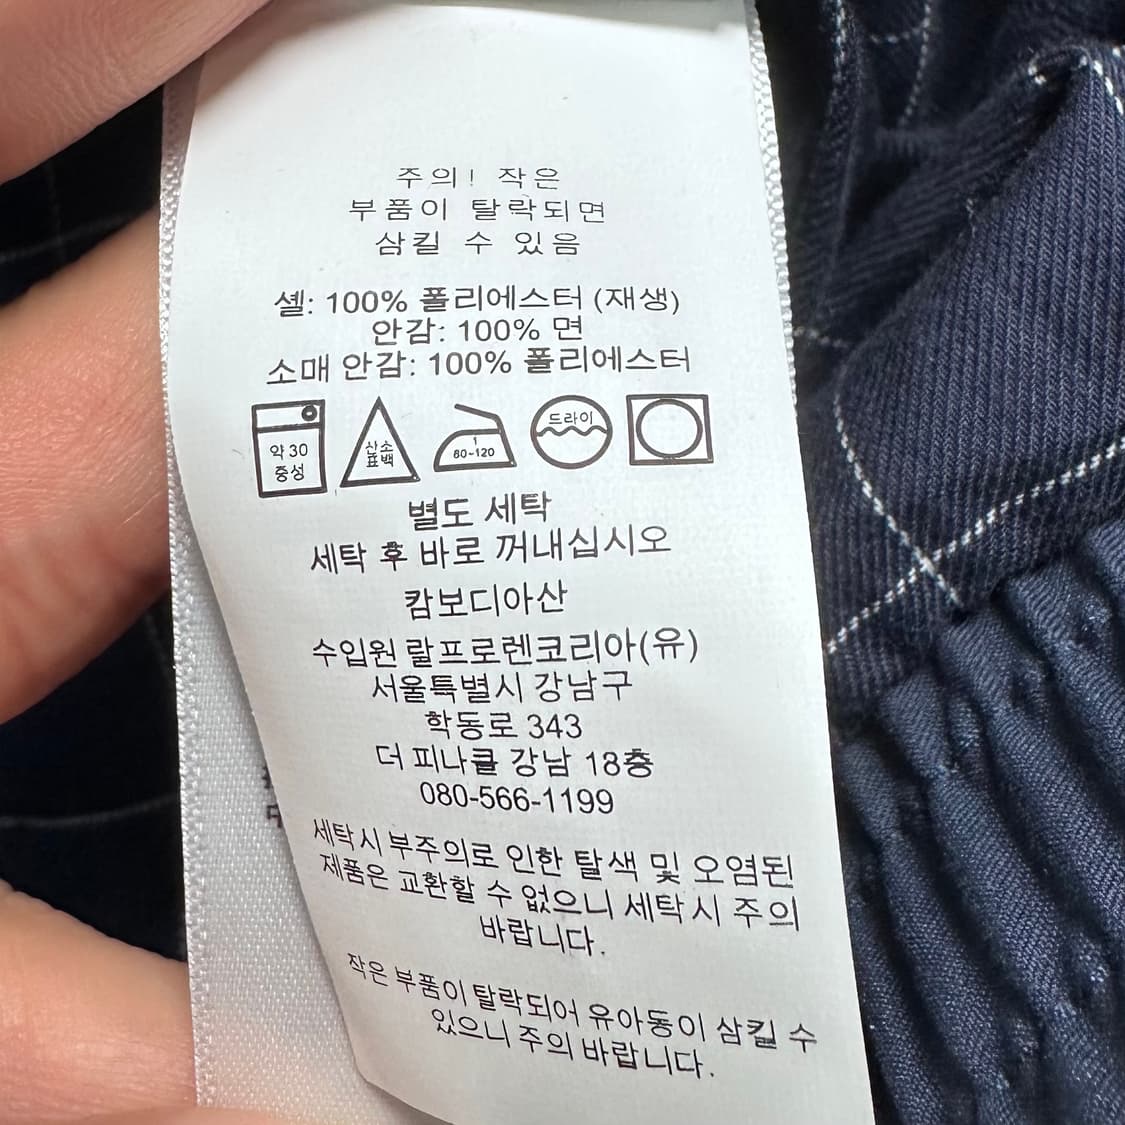 주의! 작은
부품이 탈락되면
삼킬 수 있음
셸: 100% 폴리에스터 (재생)
안감: 100% 면
소매 안감: 100% 폴리에스터
약 30
중성
산소
표백
1
80~120
드라이
별도 세탁
세탁 후 바로 꺼내십시오
캄보디아산
수입원 랄프로렌코리아(유)
서울특별시 강남구
학동로 343
더 피나클 강남 18층
080-566-1199
세탁시 부주의로 인한 탈색 및 오염된
제품은 교환할 수 없으니 세탁시 주의
바랍니다.
작은 부품이 탈락되어 유아동이 삼킬 수
있으니 주의 바랍니다.